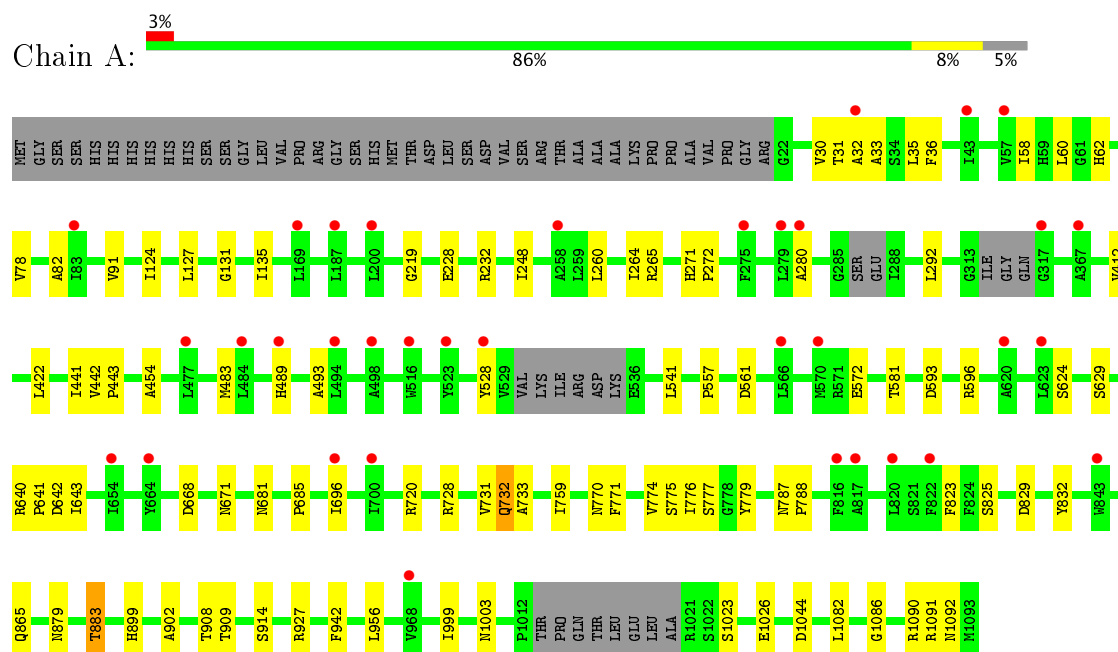 3%
Chain A:
86% 8% 5%
MET GLY SER SER HIS HIS HIS HIS HIS HIS SER SER GLY LEU VAL PRO ARG GLY SER HIS MET THR ASP LEU SER ASP VAL SER ARG THR ALA ALA ALA LYS PRO PRO ALA VAL PRO GLY ARG G22 V30 T31 A32 A33 S34 L35 F36 I43 V57 I58 H59 L60 G61 H62
V78 A82 I83 V91 I124 L127 G131 I135 L169 L187 L200 G219 E228 R232 I248 A258 L259 L260 I264 R265 H271 P272 F275 L279 A280 G285 SER GLU I288 L292 G313 ILE GLY GLN G317 A367 V412
L422 I441 V442 P443 A454 L477 M483 L484 H489 A493 L494 A498 W516 Y523 Y528 V529 VAL LYS ILE ARG ASP LYS E536 L541 P557 D561 L566 M570 R571 E572 T581 D593 R596 A620 L623 S624 S629
R640 P641 D642 I643 I654 Y664 D668 N671 N681 P685 I696 I700 R720 R728 V731 Q732 A733 I759 N770 F771 V774 S775 I776 S777 G778 Y779 N787 P788 F816 A817 L820 S821 F822 F823 F824 S825 D829 Y832 W843
Q865 N879 T883 H899 A902 T908 T909 S914 R927 F942 L956 V968 I999 N1003 P1012 THR PRO GLN THR LEU GLU LEU ALA R1021 S1022 S1023 E1026 D1044 L1082 G1086 R1090 R1091 N1092 M1093